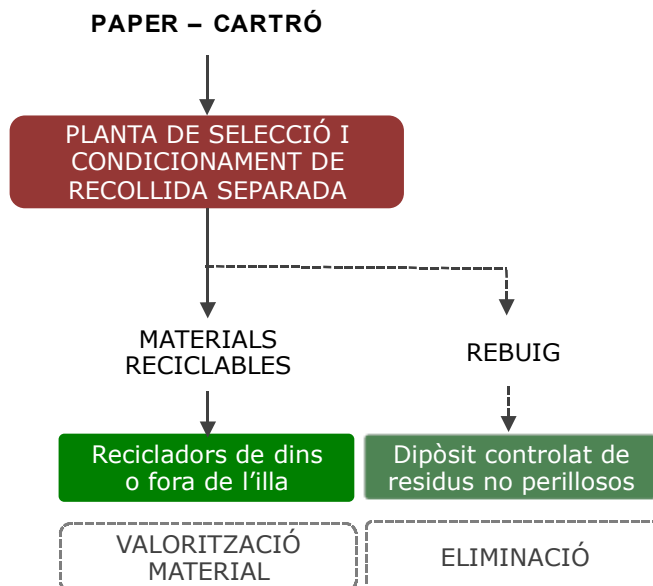 PAPER – CARTRÓ
PLANTA DE SELECCIÓ I
CONDICIONAMENT DE
RECOLLIDA SEPARADA
MATERIALS
RECICLABLES
REBUIG
Recicladors de dins
o fora de l’illa
Dipòsit controlat de
residus no perillosos
VALORITZACIÓ
MATERIAL
ELIMINACIÓ